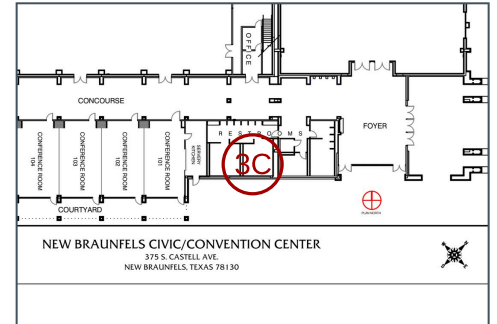 OFFICE
CONCOURSE
RESTROOMS
FOYER
CONFERENCE ROOM
104
CONFERENCE ROOM
103
CONFERENCE ROOM
102
CONFERENCE ROOM
101
SERVERY
KITCHEN
3C
COURTYARD
PLAN NORTH
NEW BRAUNFELS CIVIC/CONVENTION CENTER
375 S. CASTELL AVE.
NEW BRAUNFELS, TEXAS 78130